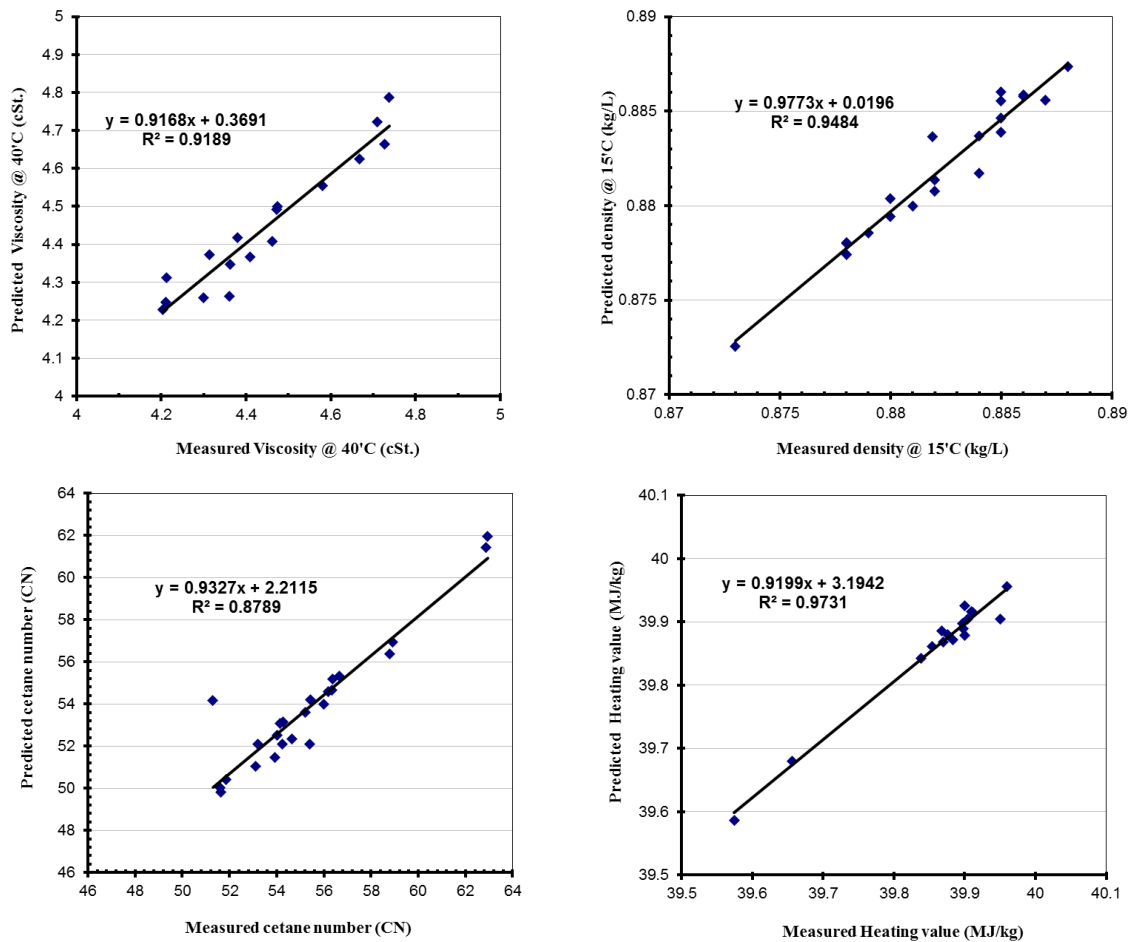 5
4.9
4.8
4.7
4.6
4.5
4.4
4.3
4.2
4.1
4
4 4.2 4.4 4.6 4.8 5
Predicted Viscosity @ 40'C (cSt.)
y = 0.9168x + 0.3691
R² = 0.9189
Measured Viscosity @ 40'C (cSt.)
0.89
0.885
0.88
0.875
0.87
0.87 0.875 0.88 0.885 0.89
Predicted density @ 15'C (kg/L)
y = 0.9773x + 0.0196
R² = 0.9484
Measured density @ 15'C (kg/L)
64
62
60
58
56
54
52
50
48
46
46 48 50 52 54 56 58 60 62 64
Predicted cetane number (CN)
y = 0.9327x + 2.2115
R² = 0.8789
Measured cetane number (CN)
40.1
40
39.9
39.8
39.7
39.6
39.5
39.5 39.6 39.7 39.8 39.9 40 40.1
Predicted Heating value (MJ/kg)
y = 0.9199x + 3.1942
R² = 0.9731
Measured Heating value (MJ/kg)